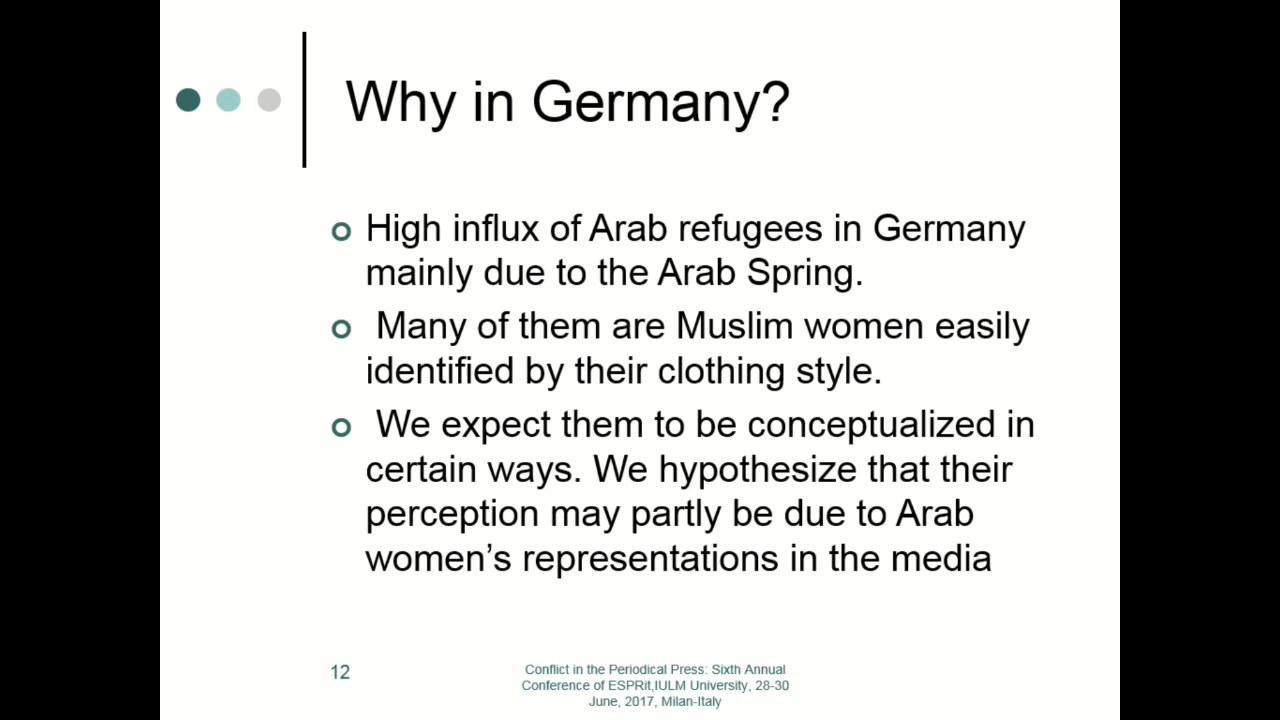 Why in Germany?
High influx of Arab refugees in Germany
mainly due to the Arab Spring.
Many of them are Muslim women easily
identified by their clothing style.
We expect them to be conceptualized in
certain ways. We hypothesize that their
perception may partly be due to Arab
women’s representations in the media
12
Conflict in the Periodical Press: Sixth Annual
Conference of ESPRit,IULM University, 28-30
June, 2017, Milan-Italy